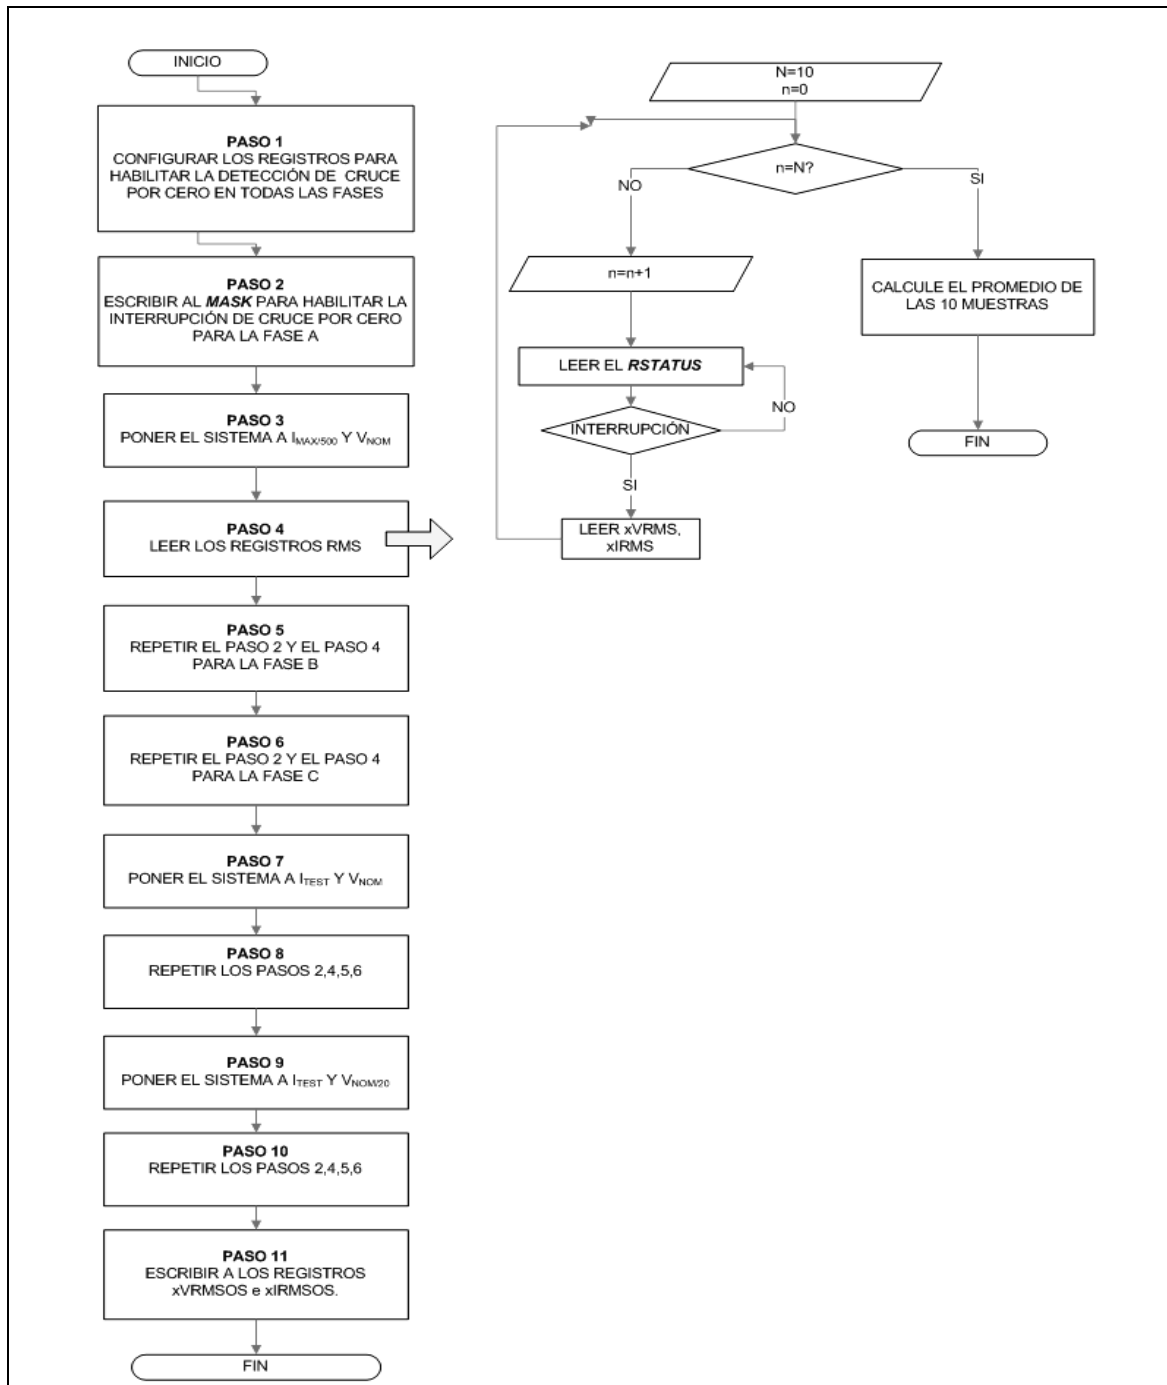 INICIO
PASO 1
CONFIGURAR LOS REGISTROS PARA
HABILITAR LA DETECCIÓN DE CRUCE
POR CERO EN TODAS LAS FASES
PASO 2
ESCRIBIR AL MASK PARA HABILITAR LA
INTERRUPCIÓN DE CRUCE POR CERO
PARA LA FASE A
PASO 3
PONER EL SISTEMA A IMAX/500 Y VNOM
PASO 4
LEER LOS REGISTROS RMS
PASO 5
REPETIR EL PASO 2 Y EL PASO 4
PARA LA FASE B
PASO 6
REPETIR EL PASO 2 Y EL PASO 4
PARA LA FASE C
PASO 7
PONER EL SISTEMA A ITEST Y VNOM
PASO 8
REPETIR LOS PASOS 2,4,5,6
PASO 9
PONER EL SISTEMA A ITEST Y VNOM/20
PASO 10
REPETIR LOS PASOS 2,4,5,6
PASO 11
ESCRIBIR A LOS REGISTROS
xVRMSOS e xIRMSOS.
FIN
N=10
n=0
n=N?
NO
SI
n=n+1
LEER EL RSTATUS
INTERRUPCIÓN
NO
SI
LEER xVRMS,
xIRMS
CALCULE EL PROMEDIO DE
LAS 10 MUESTRAS
FIN